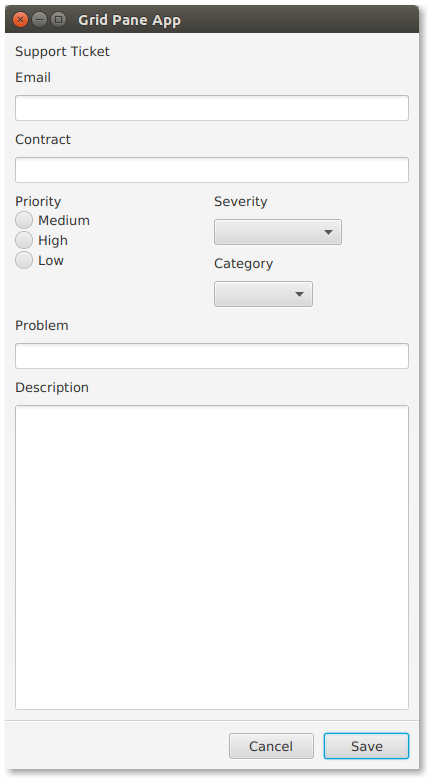 Grid Pane App
Support Ticket
Email
Contract
Priority
Medium
High
Low
Severity
Category
Problem
Description
Cancel
Save